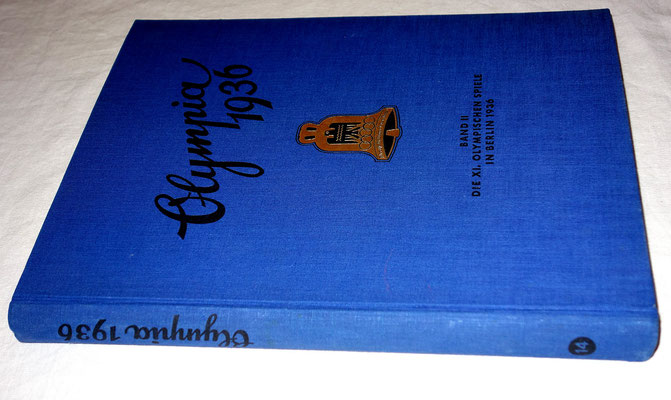 Olympia
1936
BAND II
DIE XI. OLYMPISCHEN SPIELE
IN BERLIN 1936
Olympia 1936
14